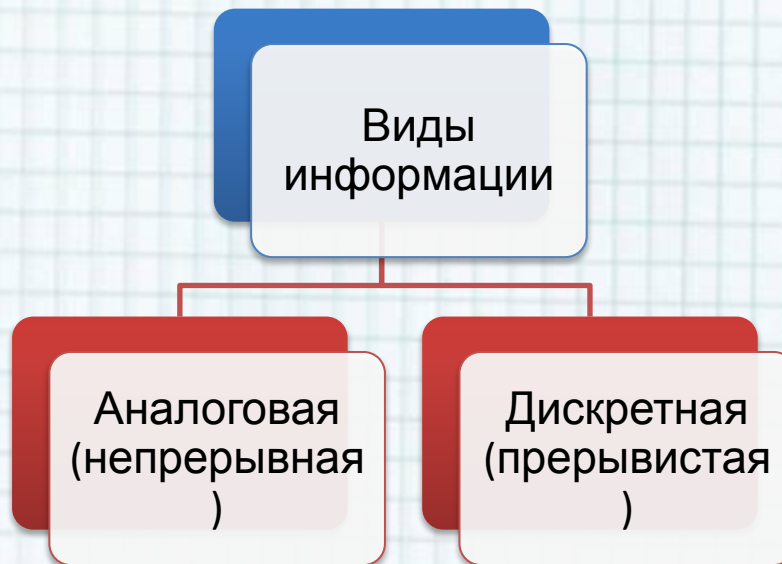 Виды
информации
Аналоговая
(непрерывная
)
Дискретная
(прерывистая
)